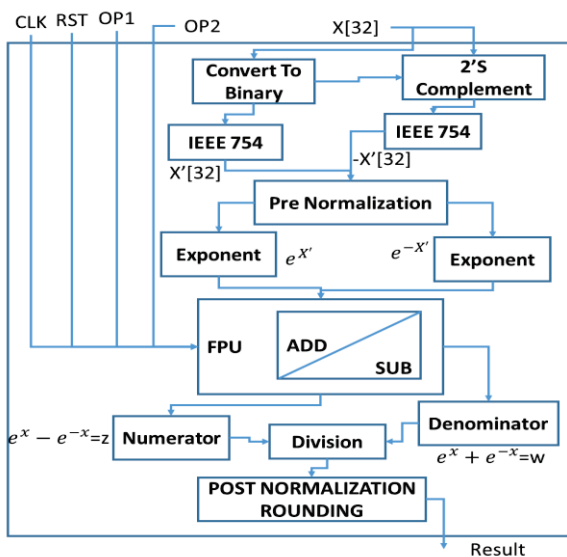 CLK RST OP1 OP2 X[32]
Convert To
Binary
2'S
Complement
IEEE 754
IEEE 754
X'[32]
-X'[32]
Pre Normalization
Exponent
e^{X'}
e^{-X'}
Exponent
FPU
ADD
SUB
e^x − e^{-x}=z
Numerator
Division
Denominator
e^x + e^{-x}=w
POST NORMALIZATION
ROUNDING
Result